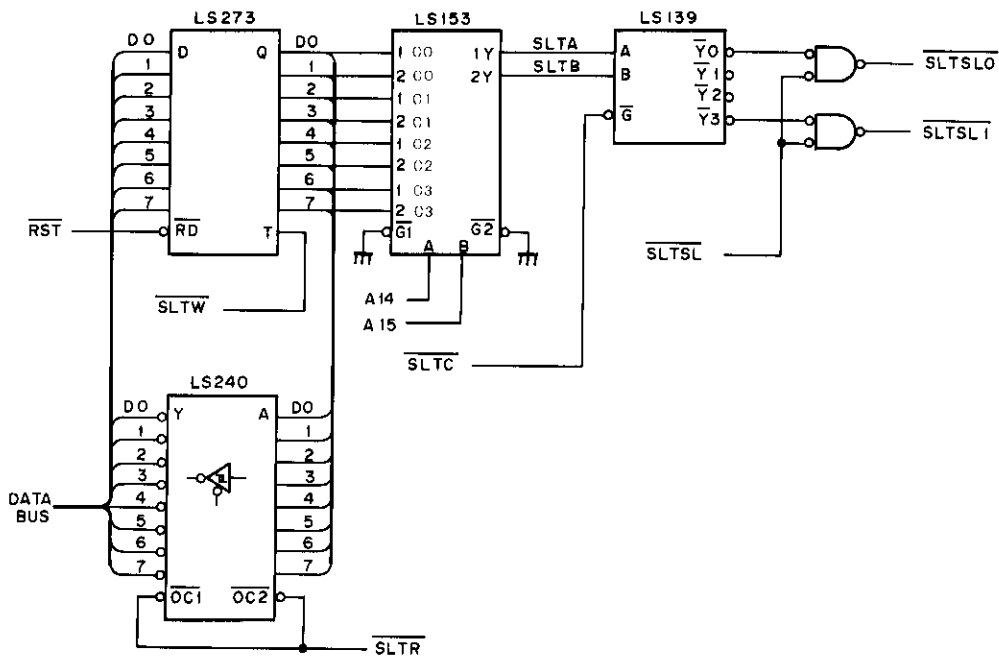 LS273
LS153
LS139
D0 D Q D0 1 C0 1Y SLTA A Y0 SLTSL0
1 1 2 C0 2Y SLTB B Y1
2 2 1 C1 Y2
3 3 2 C1 G Y3 SLTSL1
4 4 1 C2
5 5 2 C2
6 6 1 C3
7 7 2 C3
RST RD T G1 A B G2 SLTSL
SLTW A14
A15
SLTC
LS240
D0 Y A D0
1 1
2 2
3 3
DATA BUS 4 4
5 5
6 6
7 7
OC1 OC2
SLTR